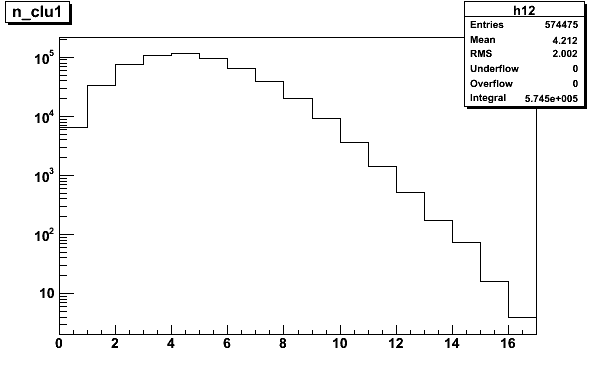 n_clu1
h12
Entries 574475
Mean 4.212
RMS 2.002
Underflow 0
Overflow 0
Integral 5.745e+005
10^5
10^4
10^3
10^2
10
0 2 4 6 8 10 12 14 16